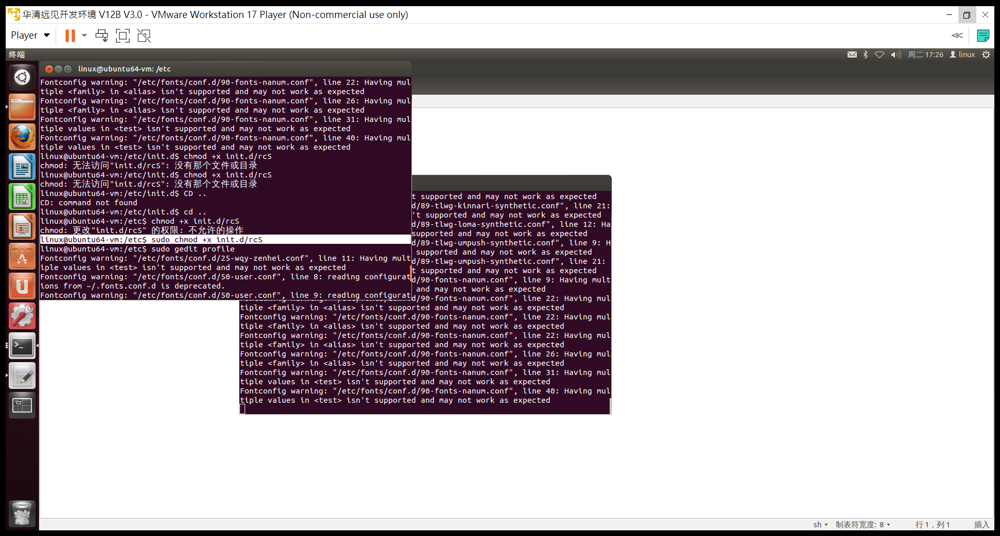 华清远见开发环境 V12B V3.0 - VMware Workstation 17 Player (Non-commercial use only)
Player
终端
周二 17:26 linux
linux@ubuntu64-vm: /etc
Fontconfig warning: "/etc/fonts/conf.d/90-fonts-nanum.conf", line 22: Having mul
tiple <family> in <alias> isn't supported and may not work as expected
Fontconfig warning: "/etc/fonts/conf.d/90-fonts-nanum.conf", line 26: Having mul
tiple <family> in <alias> isn't supported and may not work as expected
Fontconfig warning: "/etc/fonts/conf.d/90-fonts-nanum.conf", line 31: Having mul
tiple values in <test> isn't supported and may not work as expected
Fontconfig warning: "/etc/fonts/conf.d/90-fonts-nanum.conf", line 40: Having mul
tiple values in <test> isn't supported and may not work as expected
linux@ubuntu64-vm:/etc/init.d$ chmod +x init.d/rcS
chmod: 无法访问"init.d/rcS": 没有那个文件或目录
linux@ubuntu64-vm:/etc/init.d$ chmod +x init.d/rcS
chmod: 无法访问"init.d/rcS": 没有那个文件或目录
linux@ubuntu64-vm:/etc/init.d$ CD ..
CD: command not found
linux@ubuntu64-vm:/etc/init.d$ cd ..
linux@ubuntu64-vm:/etc$ chmod +x init.d/rcS
chmod: 更改"init.d/rcS" 的权限: 不允许的操作
linux@ubuntu64-vm:/etc$ sudo chmod +x init.d/rcS
linux@ubuntu64-vm:/etc$ sudo gedit profile
Fontconfig warning: "/etc/fonts/conf.d/25-wqy-zenhei.conf", line 11: Having mult
iple values in <test> isn't supported and may not work as expected
Fontconfig warning: "/etc/fonts/conf.d/50-user.conf", line 8: reading configurat
ions from ~/.fonts.conf.d is deprecated.
Fontconfig warning: "/etc/fonts/conf.d/50-user.conf", line 9: reading configurat
t supported and may not work as expected
d/89-tlwg-kinnari-synthetic.conf", line 21:
't supported and may not work as expected
d/89-tlwg-loma-synthetic.conf", line 12: Ha
supported and may not work as expected
d/89-tlwg-umpush-synthetic.conf", line 9: H
supported and may not work as expected
d/89-tlwg-umpush-synthetic.conf", line 21:
t supported and may not work as expected
d/90-fonts-nanum.conf", line 9: Having mult
and may not work as expected
d/90-fonts-nanum.conf", line 22: Having mul
tiple <family> in <alias> isn't supported and may not work as expected
Fontconfig warning: "/etc/fonts/conf.d/90-fonts-nanum.conf", line 22: Having mul
tiple <family> in <alias> isn't supported and may not work as expected
Fontconfig warning: "/etc/fonts/conf.d/90-fonts-nanum.conf", line 22: Having mul
tiple <family> in <alias> isn't supported and may not work as expected
Fontconfig warning: "/etc/fonts/conf.d/90-fonts-nanum.conf", line 26: Having mul
tiple <family> in <alias> isn't supported and may not work as expected
Fontconfig warning: "/etc/fonts/conf.d/90-fonts-nanum.conf", line 31: Having mul
tiple values in <test> isn't supported and may not work as expected
Fontconfig warning: "/etc/fonts/conf.d/90-fonts-nanum.conf", line 40: Having mul
tiple values in <test> isn't supported and may not work as expected
sh 制表符宽度: 8 行 1，列 1 插入